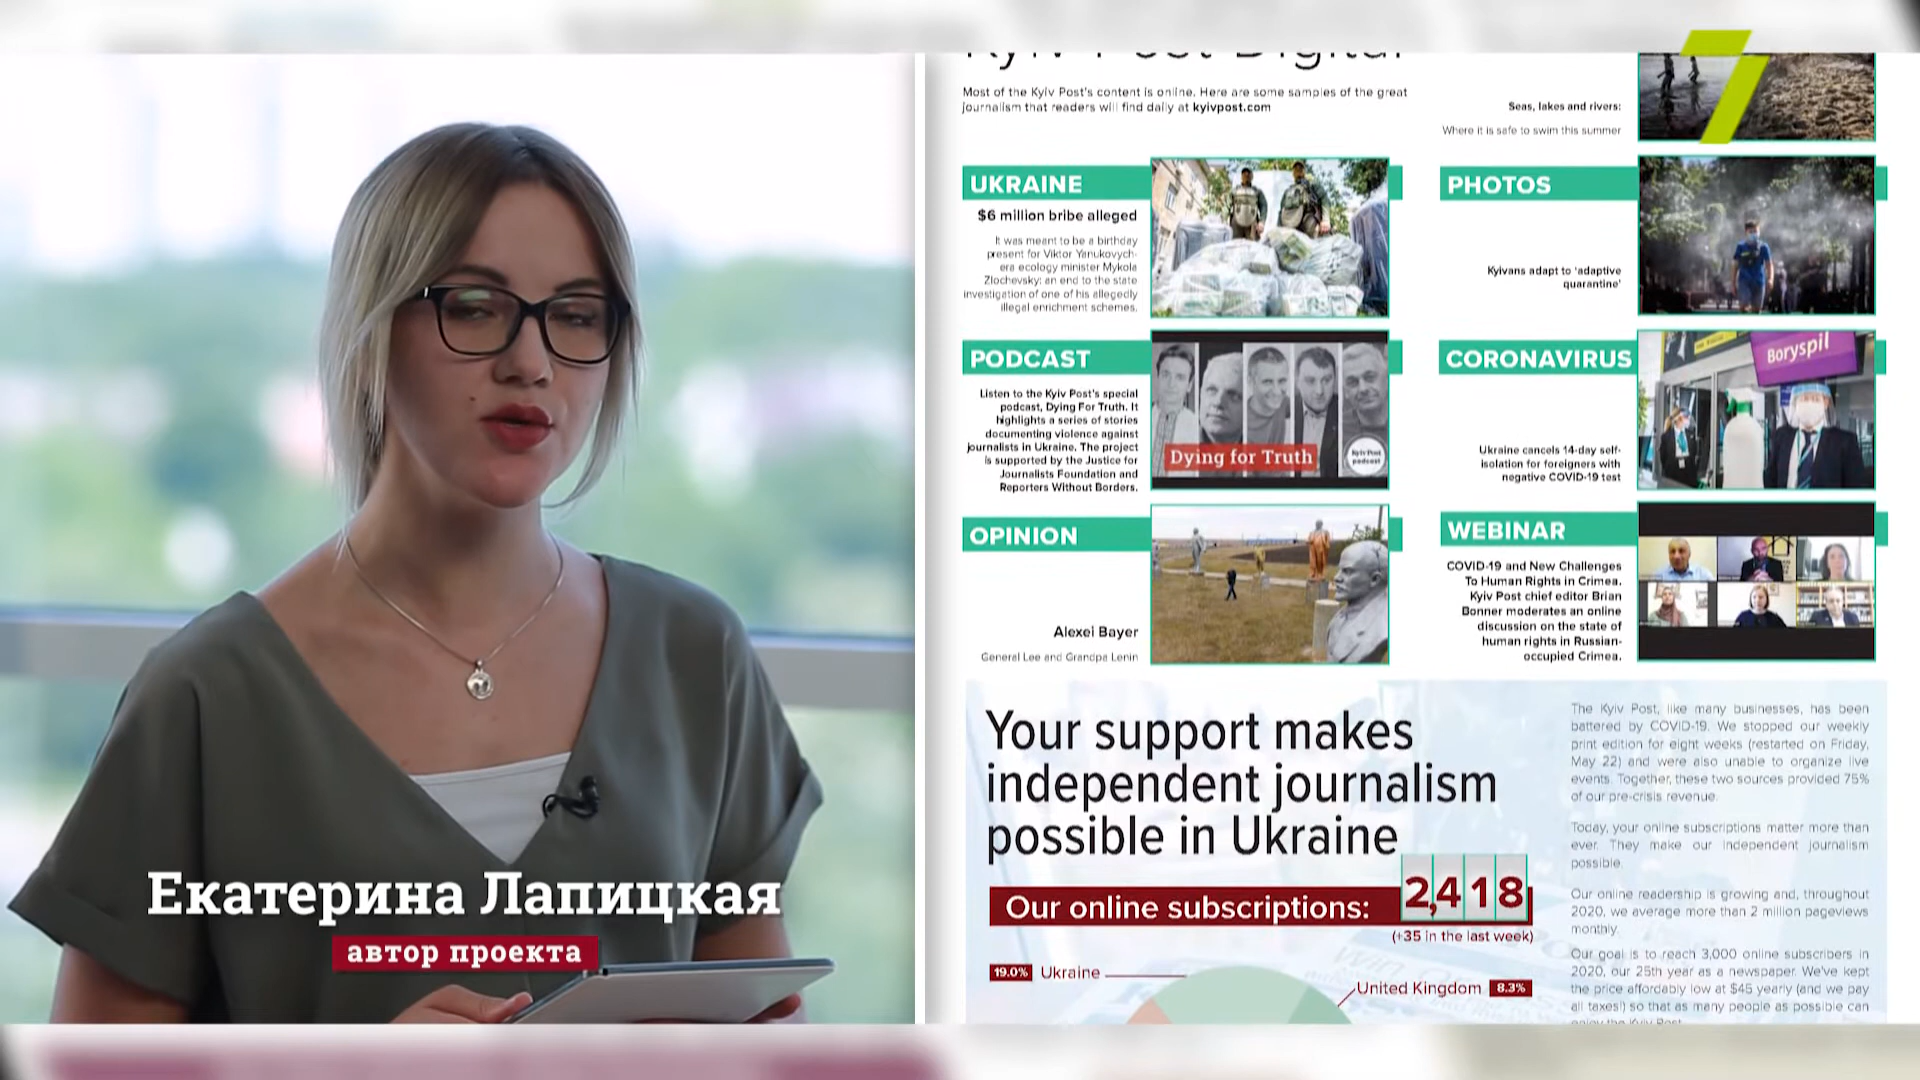 Kyiv Post Digital
Most of the Kyiv Post's content is online. Here are some samples of the great
journalism that readers will find daily at kyivpost.com
Seas, lakes and rivers:
Where it is safe to swim this summer
7
UKRAINE
$6 million bribe alleged
It was meant to be a birthday
present for Viktor Yanukovych-
era ecology minister Mykola
Zlochevsky: an end to the state
investigation of one of his allegedly
illegal enrichment schemes.
PHOTOS
Kyivans adapt to 'adaptive
quarantine'
PODCAST
Listen to the Kyiv Post's special
podcast, Dying For Truth. It
highlights a series of stories
documenting violence against
journalists in Ukraine. The project
is supported by the Justice for
Journalists Foundation and
Reporters Without Borders.
Dying for Truth
Kyiv Post
podcast
CORONAVIRUS
Boryspil
Ukraine cancels 14-day self-
isolation for foreigners with
negative COVID-19 test
OPINION
Alexei Bayer
General Lee and Grandpa Lenin
WEBINAR
COVID-19 and New Challenges
To Human Rights in Crimea.
Kyiv Post chief editor Brian
Bonner moderates an online
discussion on the state of
human rights in Russian-
occupied Crimea.
Your support makes
independent journalism
possible in Ukraine
Our online subscriptions: 2,418
(+35 in the last week)
19.0% Ukraine
United Kingdom 8.3%
The Kyiv Post, like many businesses, has been
battered by COVID-19. We stopped our weekly
print edition for eight weeks (restarted on Friday,
May 22) and were also unable to organize live
events. Together, these two sources provided 75%
of our pre-crisis revenue.
Today, your online subscriptions matter more than
ever. They make our independent journalism
possible.
Our online readership is growing and, throughout
2020, we average more than 2 million pageviews
monthly.
Our goal is to reach 3,000 online subscribers in
2020, our 25th year as a newspaper. We've kept
the price affordably low at $45 yearly (and we pay
all taxes!) so that as many people as possible can
enjoy the Kyiv Post.
Екатерина Лапицкая
автор проекта